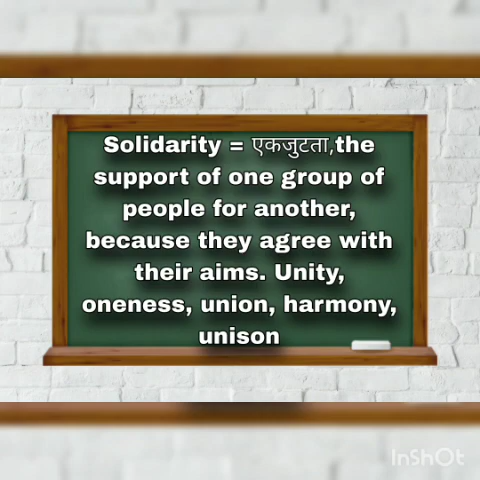 Solidarity = एकजुटता,the
support of one group of
people for another,
because they agree with
their aims. Unity,
oneness, union, harmony,
unison
InShOt